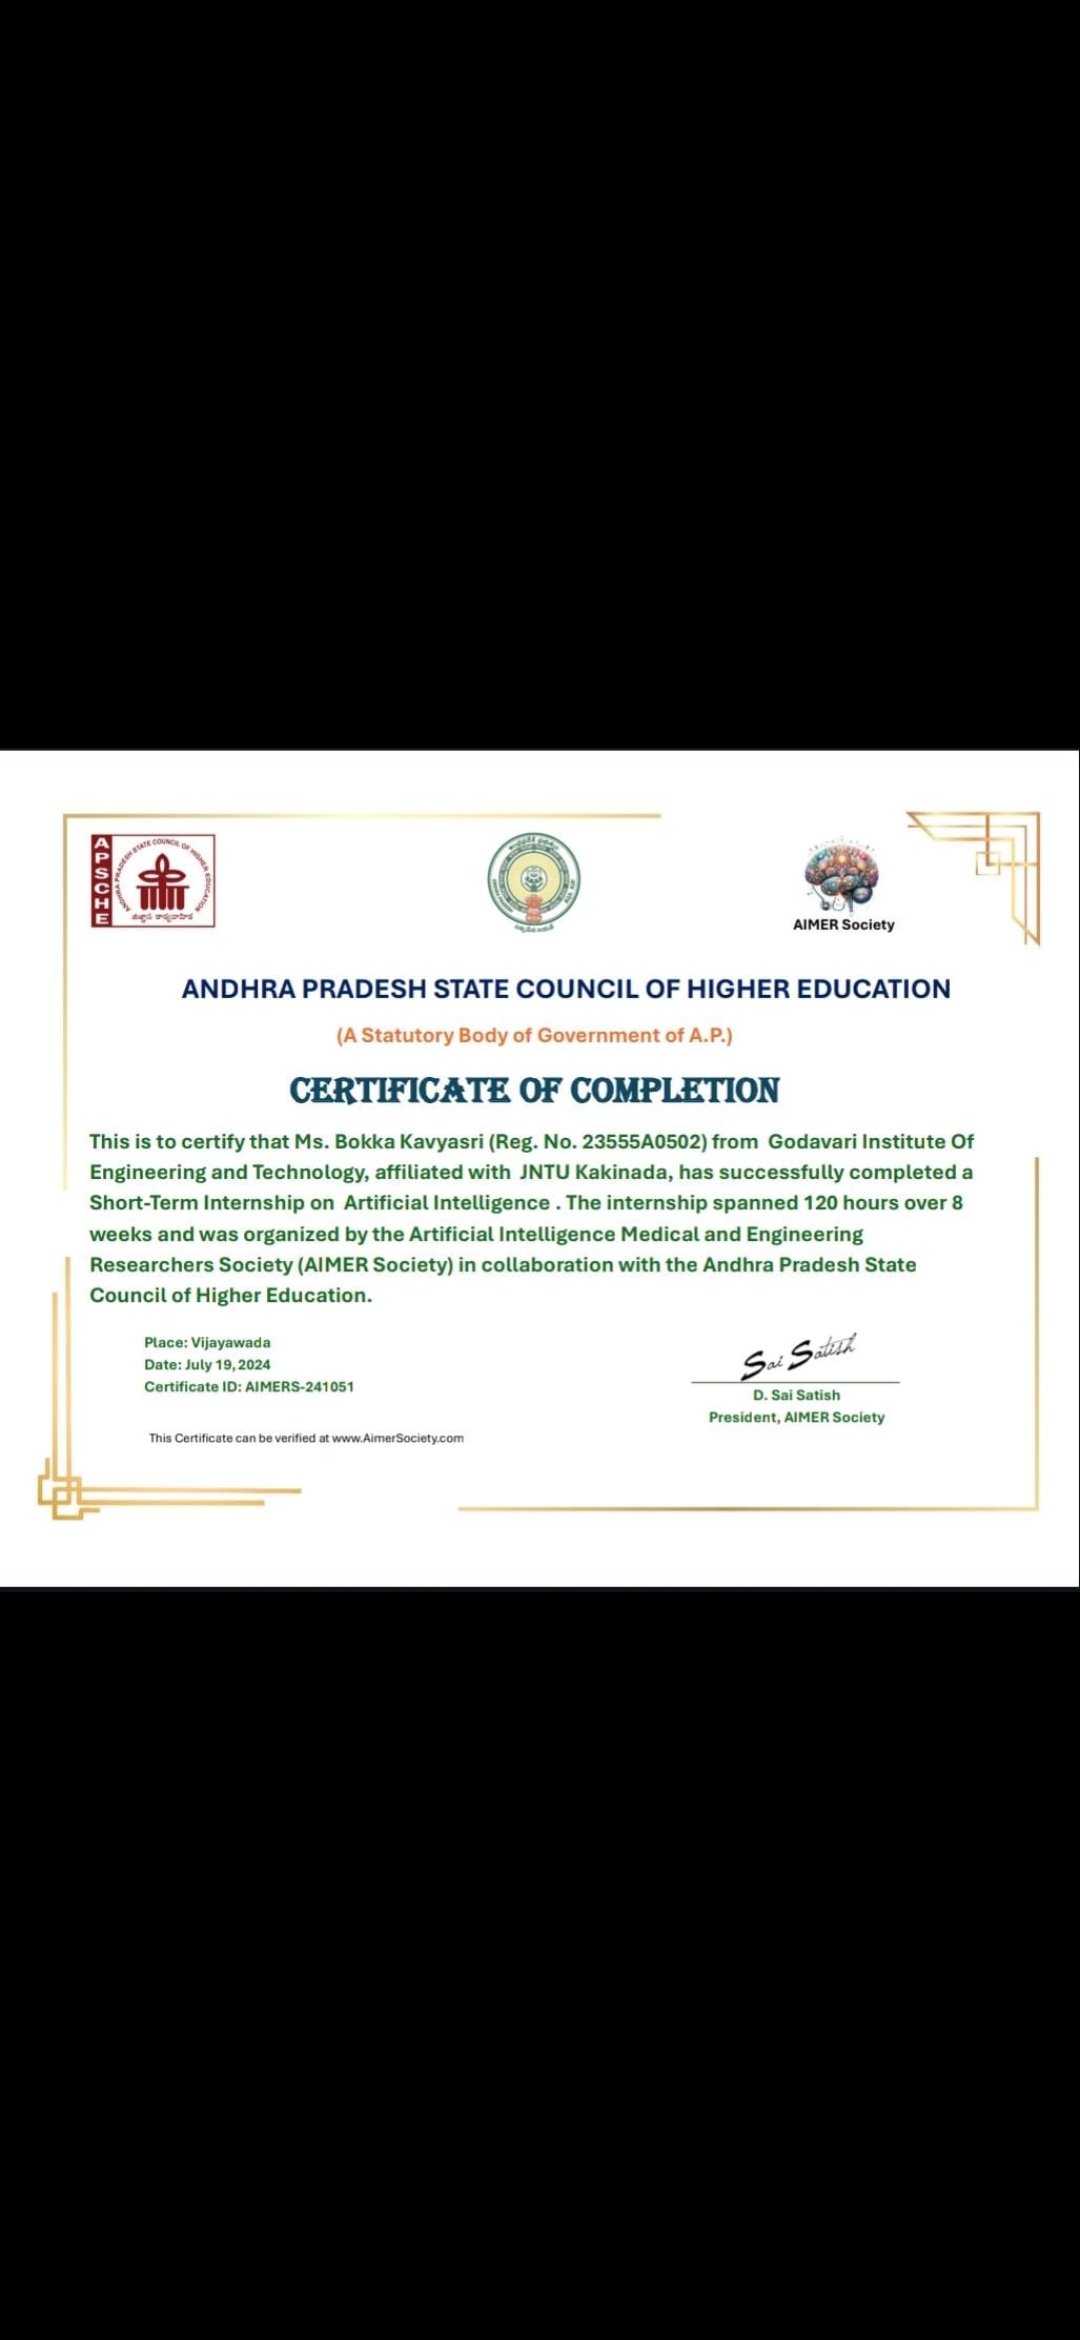 APSCHE
ANDHRA PRADESH STATE COUNCIL OF HIGHER EDUCATION
AIMER Society
ANDHRA PRADESH STATE COUNCIL OF HIGHER EDUCATION
(A Statutory Body of Government of A.P.)
CERTIFICATE OF COMPLETION
This is to certify that Ms. Bokka Kavyasri (Reg. No. 23555A0502) from Godavari Institute Of
Engineering and Technology, affiliated with JNTU Kakinada, has successfully completed a
Short-Term Internship on Artificial Intelligence . The internship spanned 120 hours over 8
weeks and was organized by the Artificial Intelligence Medical and Engineering
Researchers Society (AIMER Society) in collaboration with the Andhra Pradesh State
Council of Higher Education.
Place: Vijayawada
Date: July 19, 2024
Certificate ID: AIMERS-241051
Sai Satish
D. Sai Satish
President, AIMER Society
This Certificate can be verified at www.AimerSociety.com